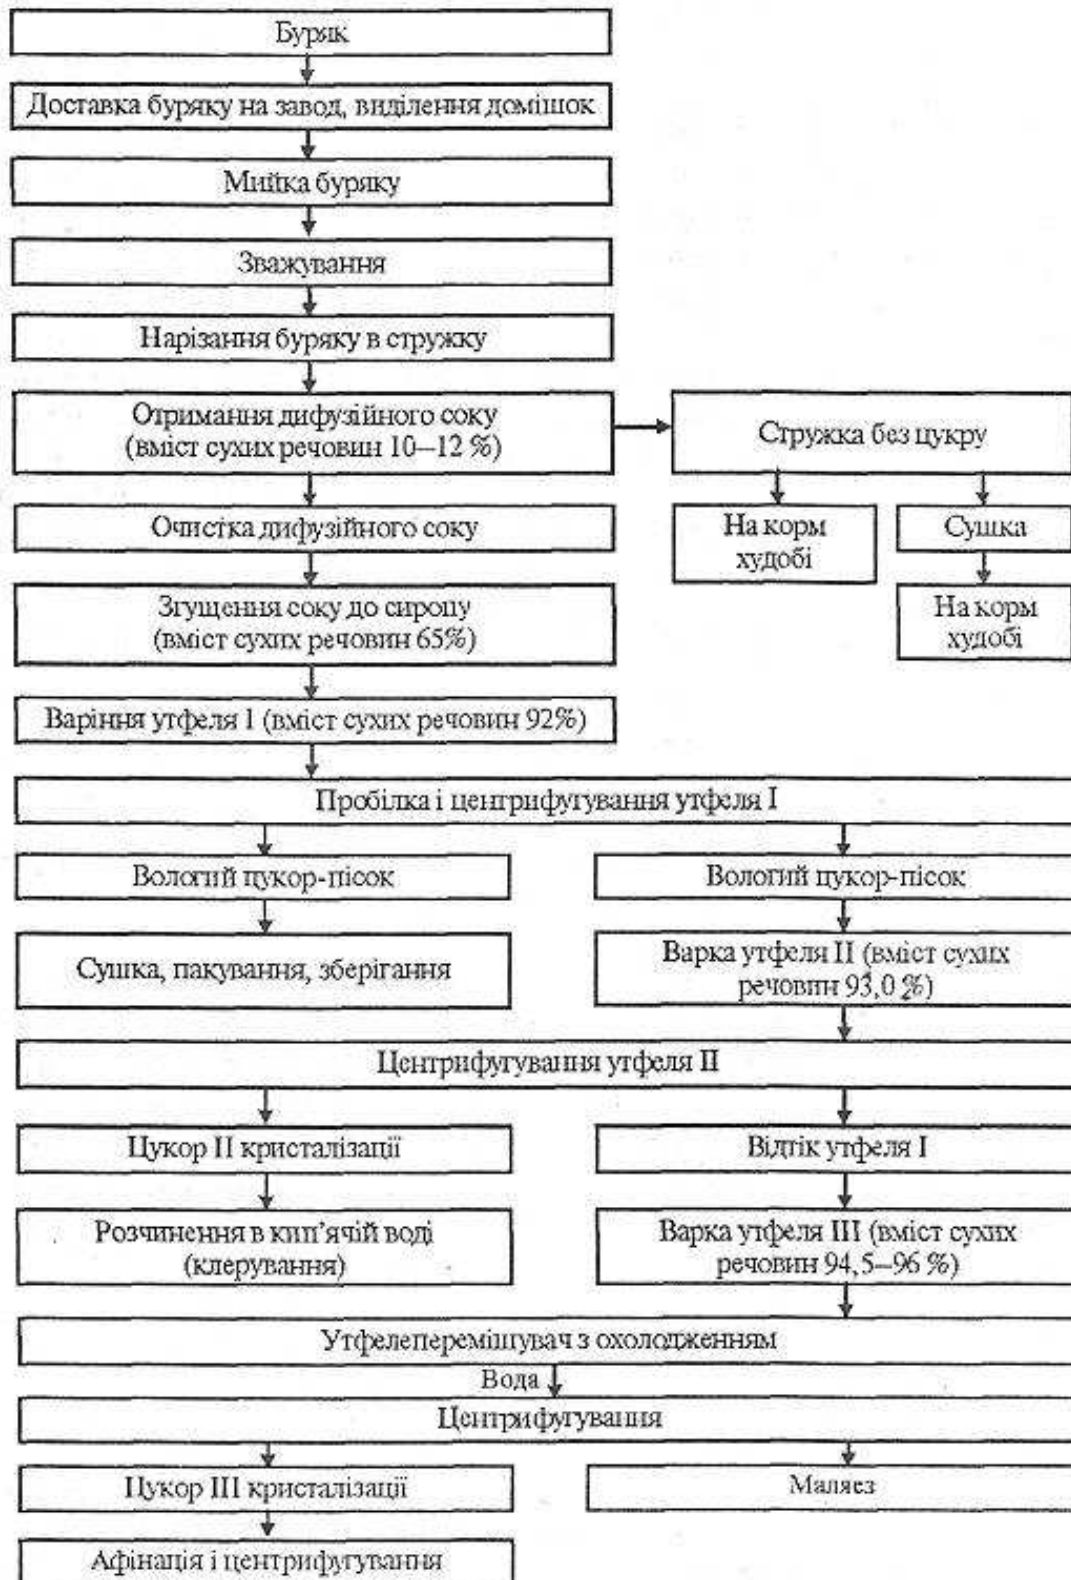 Буряк
Доставка буряку на завод, виділення домішок
Мийка буряку
Зважування
Нарізання буряку в стружку
Отримання дифузійного соку
(вміст сухих речовин 10–12 %)
Стружка без цукру
Очистка дифузійного соку
На корм
худобі
Сушка
Згущення соку до сиропу
(вміст сухих речовин 65%)
На корм
худобі
Варіння утфеля I (вміст сухих речовин 92%)
Пробілка і центрифугування утфеля I
Вологий цукор-пісок
Вологий цукор-пісок
Сушка, пакування, зберігання
Варка утфеля II (вміст сухих
речовин 93,0 %)
Центрифугування утфеля II
Цукор II кристалізації
Відтік утфеля I
Розчинення в кип’ячій воді
(клерування)
Варка утфеля III (вміст сухих
речовин 94,5–96 %)
Утфелеперемішувач з охолодженням
Вода
Центрифугування
Цукор III кристалізації
Маляез
Афінація і центрифугування